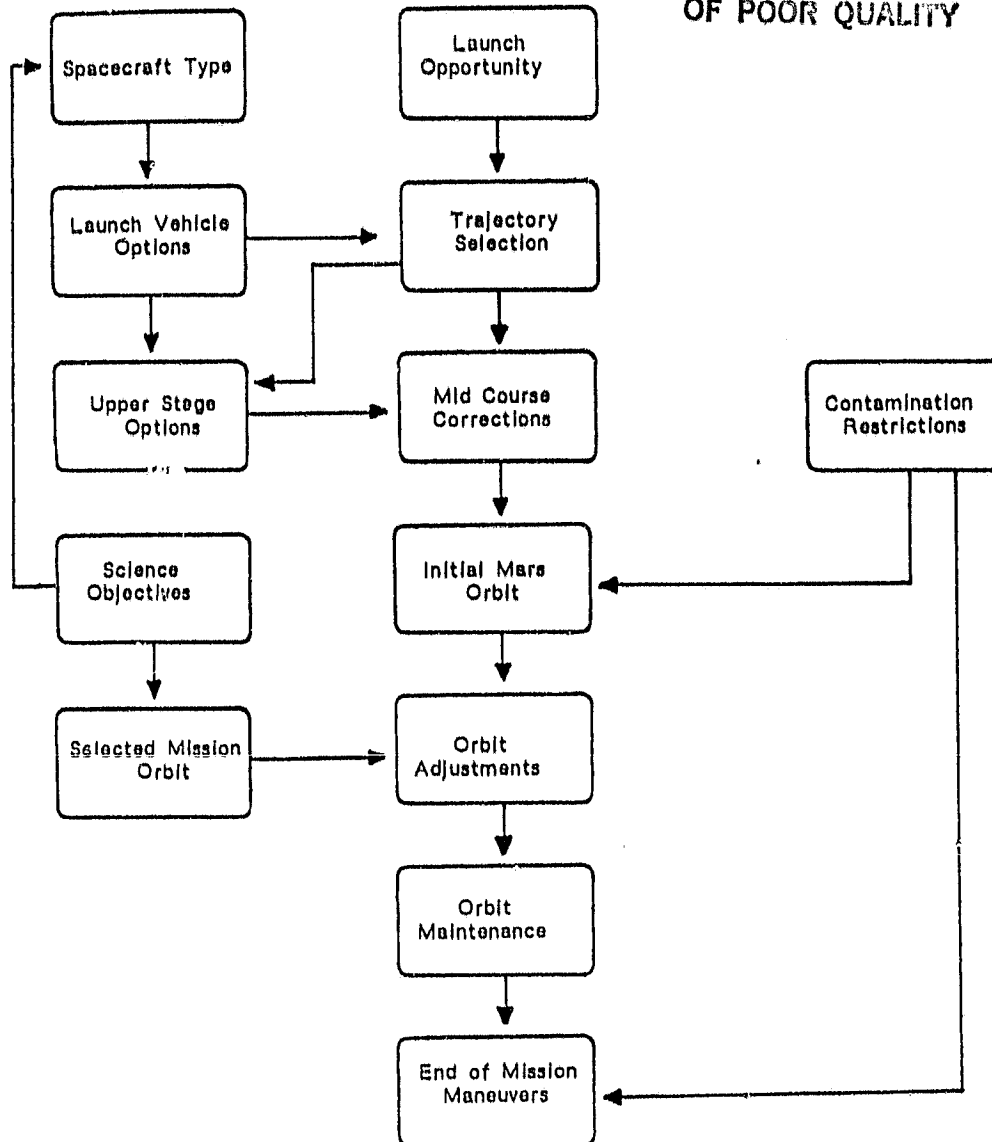 OF POOR QUALITY
Spacecraft Type
Launch
Opportunity
Launch Vehicle
Options
Trajectory
Selection
Upper Stage
Options
Mid Course
Corrections
Contamination
Restrictions
Science
Objectives
Initial Mars
Orbit
Selected Mission
Orbit
Orbit
Adjustments
Orbit
Maintenance
End of Mission
Maneuvers